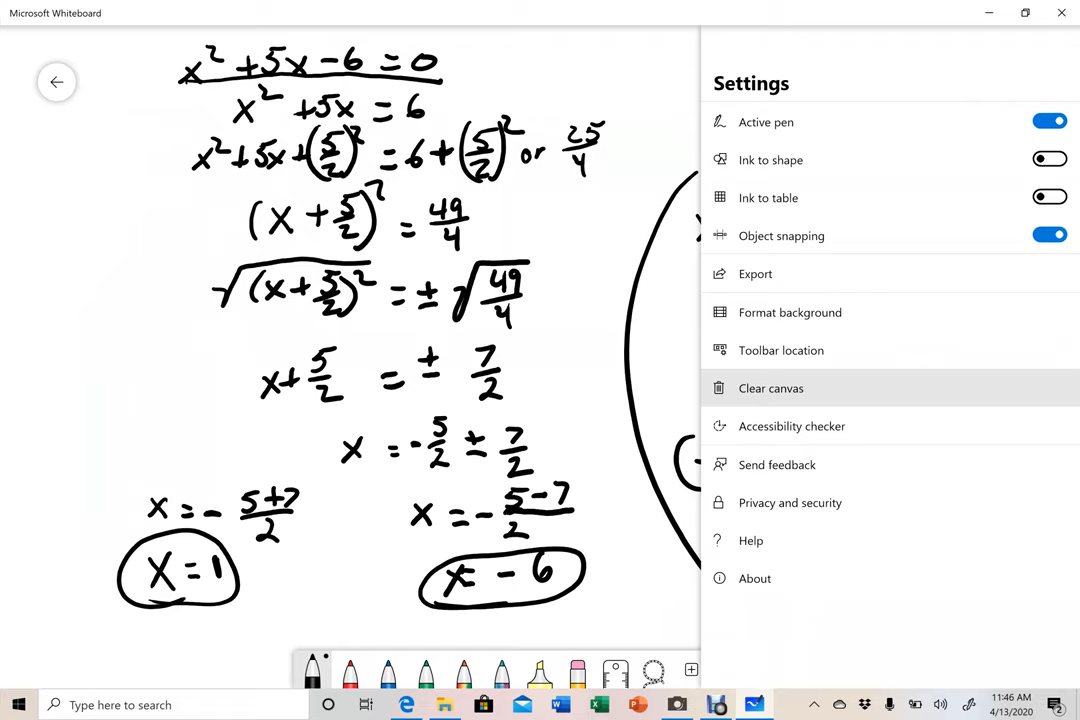 Microsoft Whiteboard
x² + 5x - 6 = 0
x² + 5x = 6
x² + 5x + (5/2)² = 6 + (5/2)² or 25/4
(x + 5/2)² = 49/4
√(x + 5/2)² = ± √49/4
x + 5/2 = ± 7/2
x = - 5/2 ± 7/2
x = - 5+7/2 x = - 5-7/2
x = 1 x = - 6
Settings
Active pen
Ink to shape
Ink to table
Object snapping
Export
Format background
Toolbar location
Clear canvas
Accessibility checker
Send feedback
Privacy and security
Help
About
Type here to search
11:46 AM
4/13/2020
2